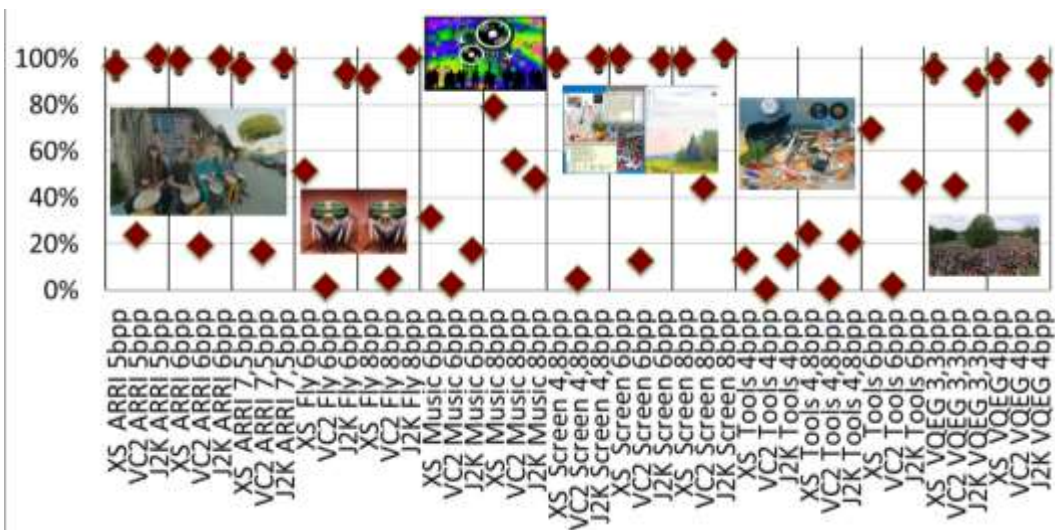 100%
80%
60%
40%
20%
0%
XS ARRI 5bpp
VC2 ARRI 5bpp
J2K ARRI 5bpp
XS ARRI 6bpp
VC2 ARRI 6bpp
J2K ARRI 6bpp
XS ARRI 7,5bpp
VC2 ARRI 7,5bpp
J2K ARRI 7,5bpp
XS Fly 6bpp
VC2 Fly 6bpp
J2K Fly 6bpp
XS Fly 8bpp
VC2 Fly 8bpp
J2K Fly 8bpp
XS Music 6bpp
VC2 Music 6bpp
J2K Music 6bpp
XS Music 8bpp
VC2 Music 8bpp
J2K Music 8bpp
XS Screen 4,8bpp
VC2 Screen 4,8bpp
J2K Screen 4,8bpp
XS Screen 6bpp
VC2 Screen 6bpp
J2K Screen 6bpp
XS Screen 8bpp
VC2 Screen 8bpp
J2K Screen 8bpp
XS Tools 4bpp
VC2 Tools 4bpp
J2K Tools 4bpp
XS Tools 4,8bpp
VC2 Tools 4,8bpp
J2K Tools 4,8bpp
XS Tools 6bpp
VC2 Tools 6bpp
J2K Tools 6bpp
XS VQEG 3,3bpp
VC2 VQEG 3,3bpp
J2K VQEG 3,3bpp
XS VQEG 4bpp
VC2 VQEG 4bpp
J2K VQEG 4bpp